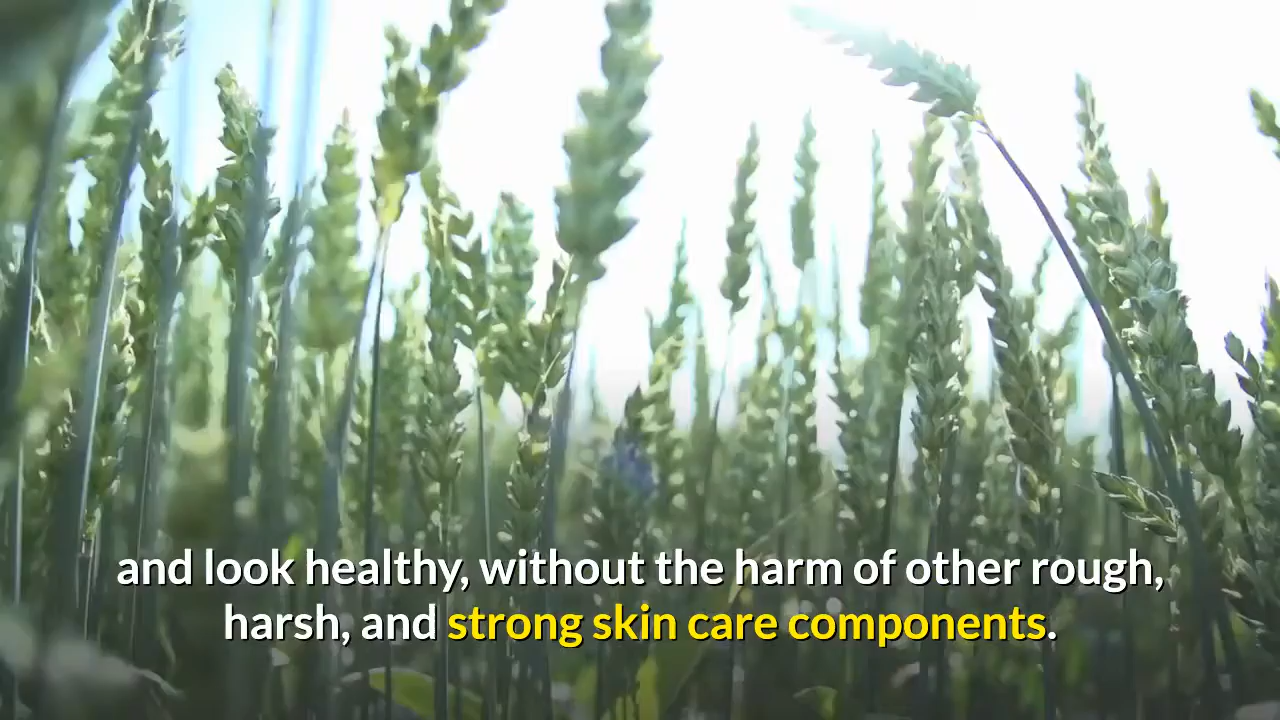 and look healthy, without the harm of other rough,
harsh, and strong skin care components.